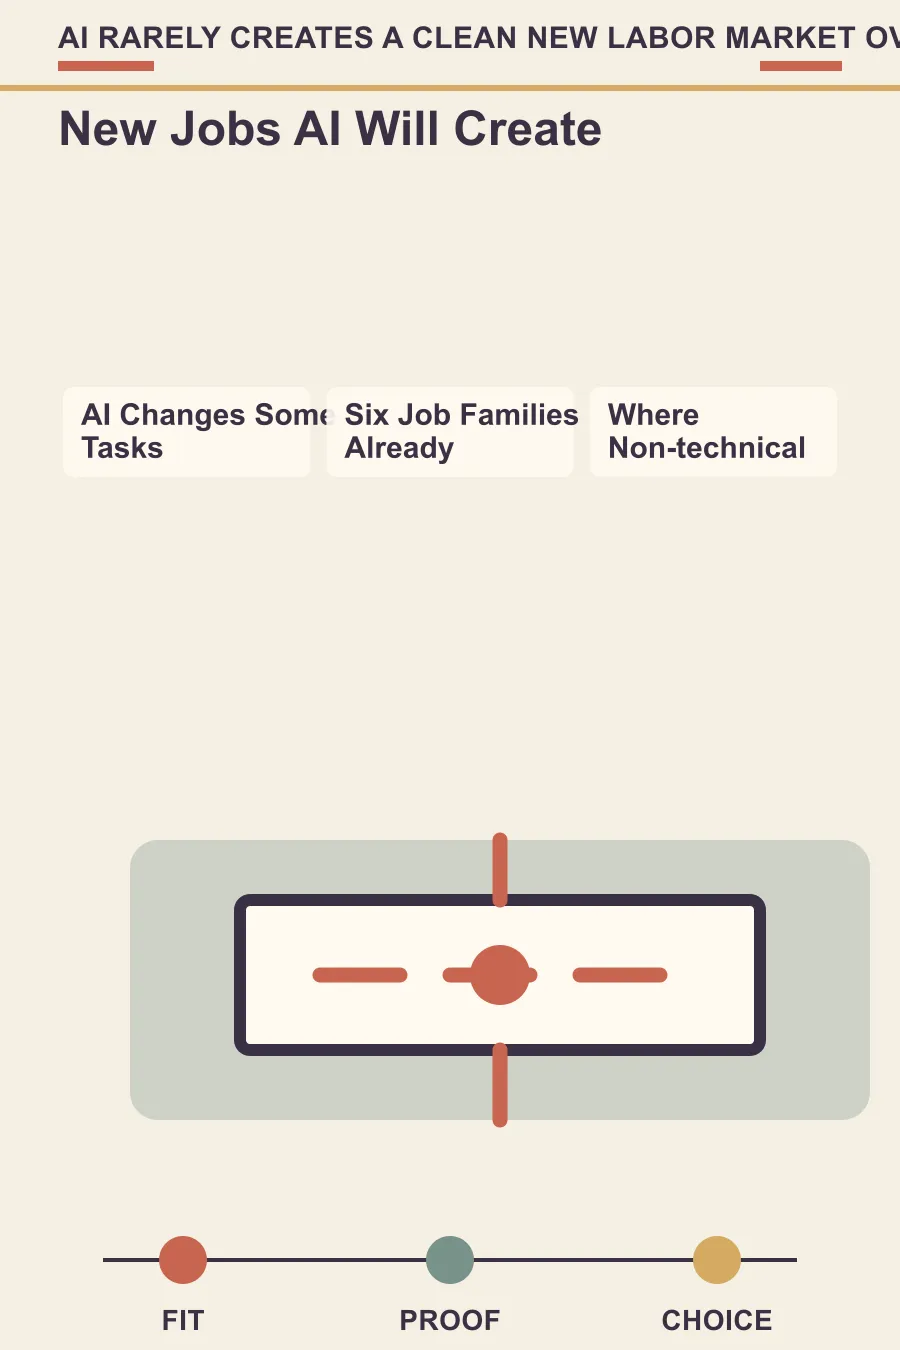 AI RARELY CREATES A CLEAN NEW LABOR MARKET OV
New Jobs AI Will Create
AI Changes Some
Tasks
Six Job Families
Already
Where
Non-technical
FIT
PROOF
CHOICE